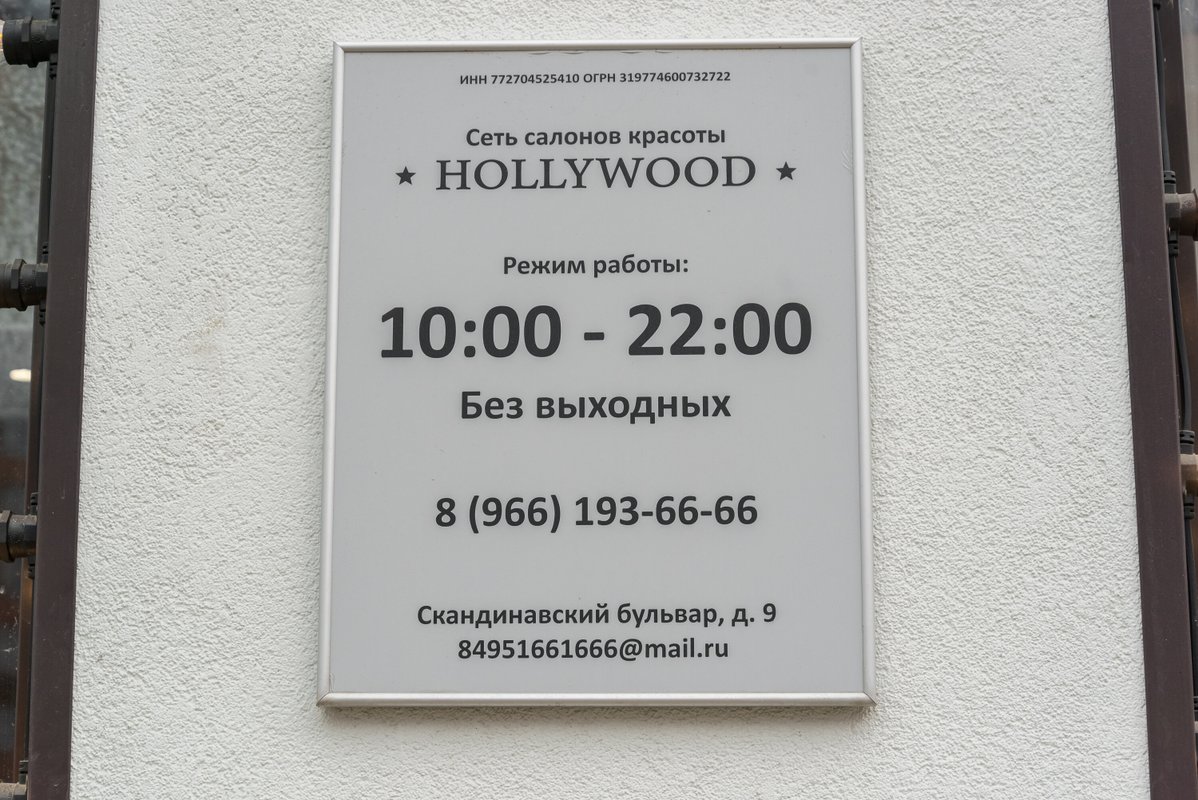 ИНН 772704525410 ОГРН 319774600732722
Сеть салонов красоты
★ HOLLYWOOD ★
Режим работы:
10:00 - 22:00
Без выходных
8 (966) 193-66-66
Скандинавский бульвар, д. 9
84951661666@mail.ru